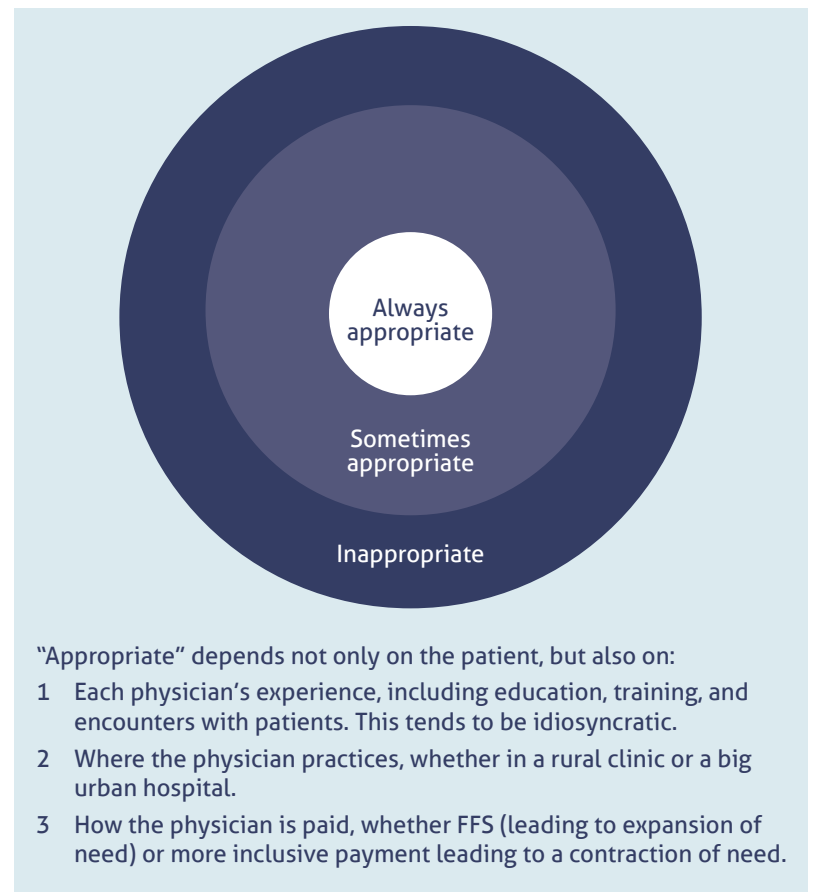 Always
appropriate
Sometimes
appropriate
Inappropriate
“Appropriate” depends not only on the patient, but also on:
1 Each physician’s experience, including education, training, and
encounters with patients. This tends to be idiosyncratic.
2 Where the physician practices, whether in a rural clinic or a big
urban hospital.
3 How the physician is paid, whether FFS (leading to expansion of
need) or more inclusive payment leading to a contraction of need.